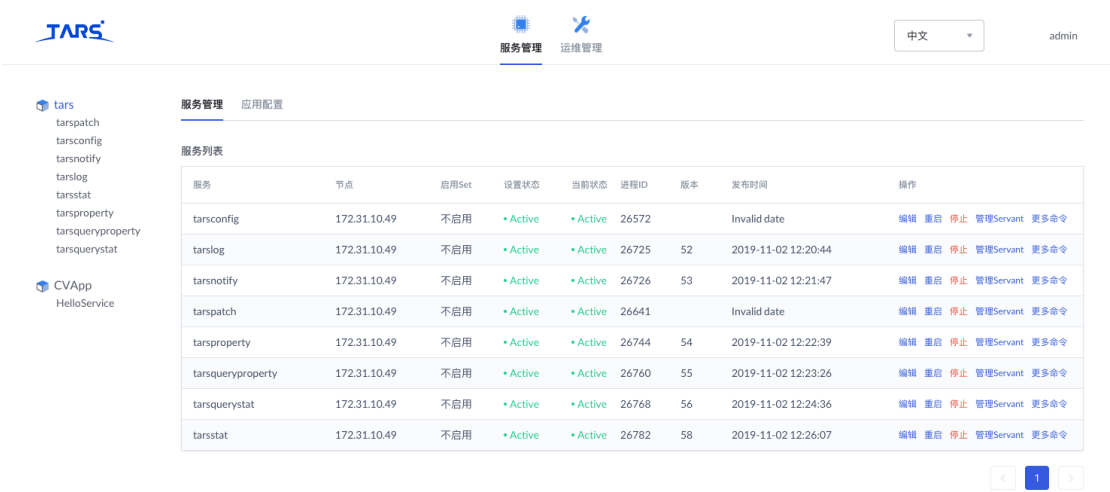 TARS
服务管理 运维管理 中文 admin
tars
tarspatch
tarsconfig
tarsnotify
tarslog
tarsstat
tarsproperty
tarsqueryproperty
tarsquerystat
CVApp
HelloService
服务管理 应用配置
服务列表
服务 节点 启用Set 设置状态 当前状态 进程ID 版本 发布时间 操作
tarsconfig 172.31.10.49 不启用 Active Active 26572 Invalid date 编辑 重启 停止 管理Servant 更多命令
tarslog 172.31.10.49 不启用 Active Active 26725 52 2019-11-02 12:20:44 编辑 重启 停止 管理Servant 更多命令
tarsnotify 172.31.10.49 不启用 Active Active 26726 53 2019-11-02 12:21:47 编辑 重启 停止 管理Servant 更多命令
tarspatch 172.31.10.49 不启用 Active Active 26641 Invalid date 编辑 重启 停止 管理Servant 更多命令
tarsproperty 172.31.10.49 不启用 Active Active 26744 54 2019-11-02 12:22:39 编辑 重启 停止 管理Servant 更多命令
tarsqueryproperty 172.31.10.49 不启用 Active Active 26760 55 2019-11-02 12:23:26 编辑 重启 停止 管理Servant 更多命令
tarsquerystat 172.31.10.49 不启用 Active Active 26768 56 2019-11-02 12:24:36 编辑 重启 停止 管理Servant 更多命令
tarsstat 172.31.10.49 不启用 Active Active 26782 58 2019-11-02 12:26:07 编辑 重启 停止 管理Servant 更多命令
1